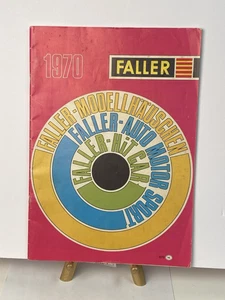 1970
FALLER
FALLER-MODELLHÄUSCHEN
FALLER-AUTO MOTOR SPORT
FALLER-HIT CAR